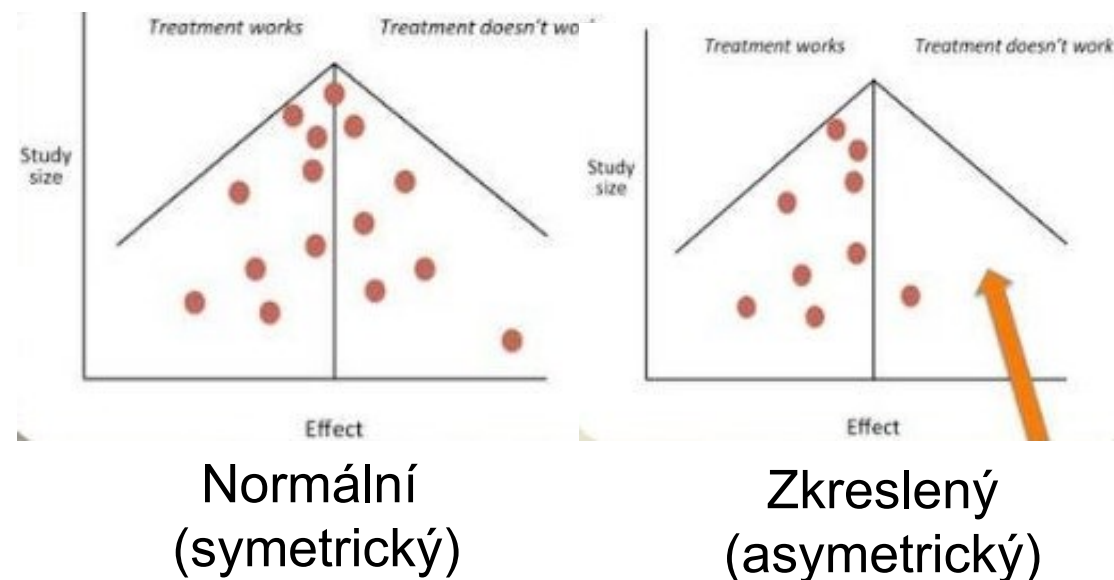 Treatment works
Treatment doesn't wo
Study
size
Effect
Treatment works
Treatment doesn't work
Study
size
Effect
Normální
(symetrický)
Zkreslený
(asymetrický)